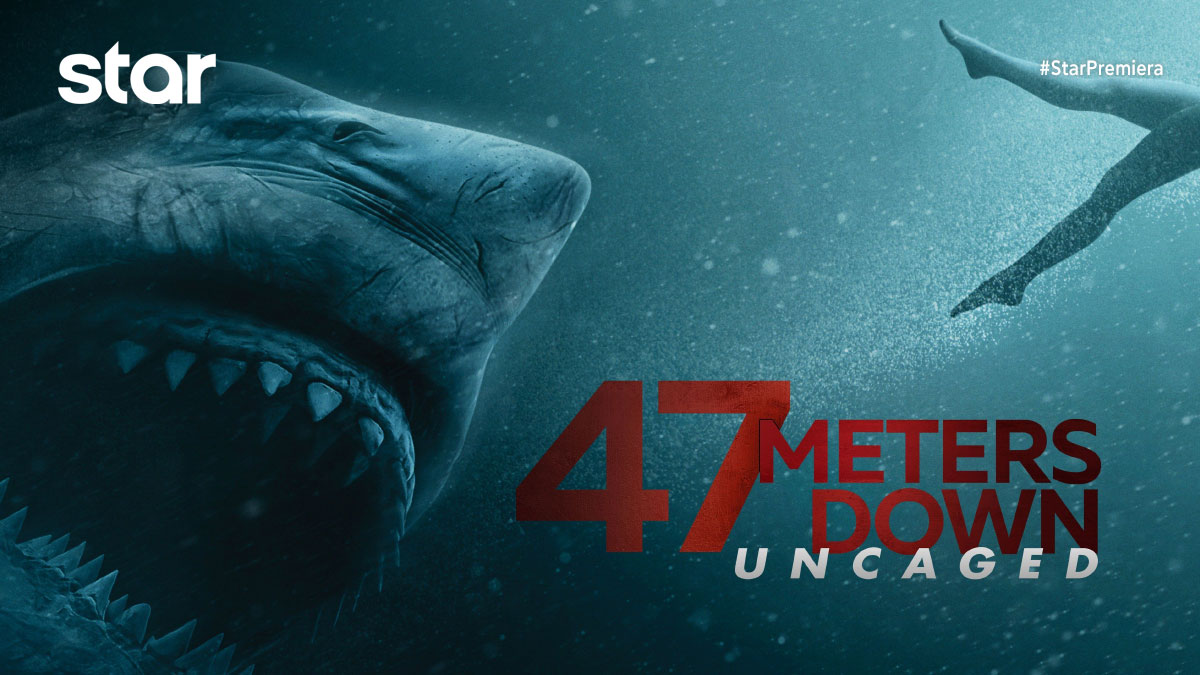 star
#StarPremiera
47 METERS
DOWN
UNCAGED